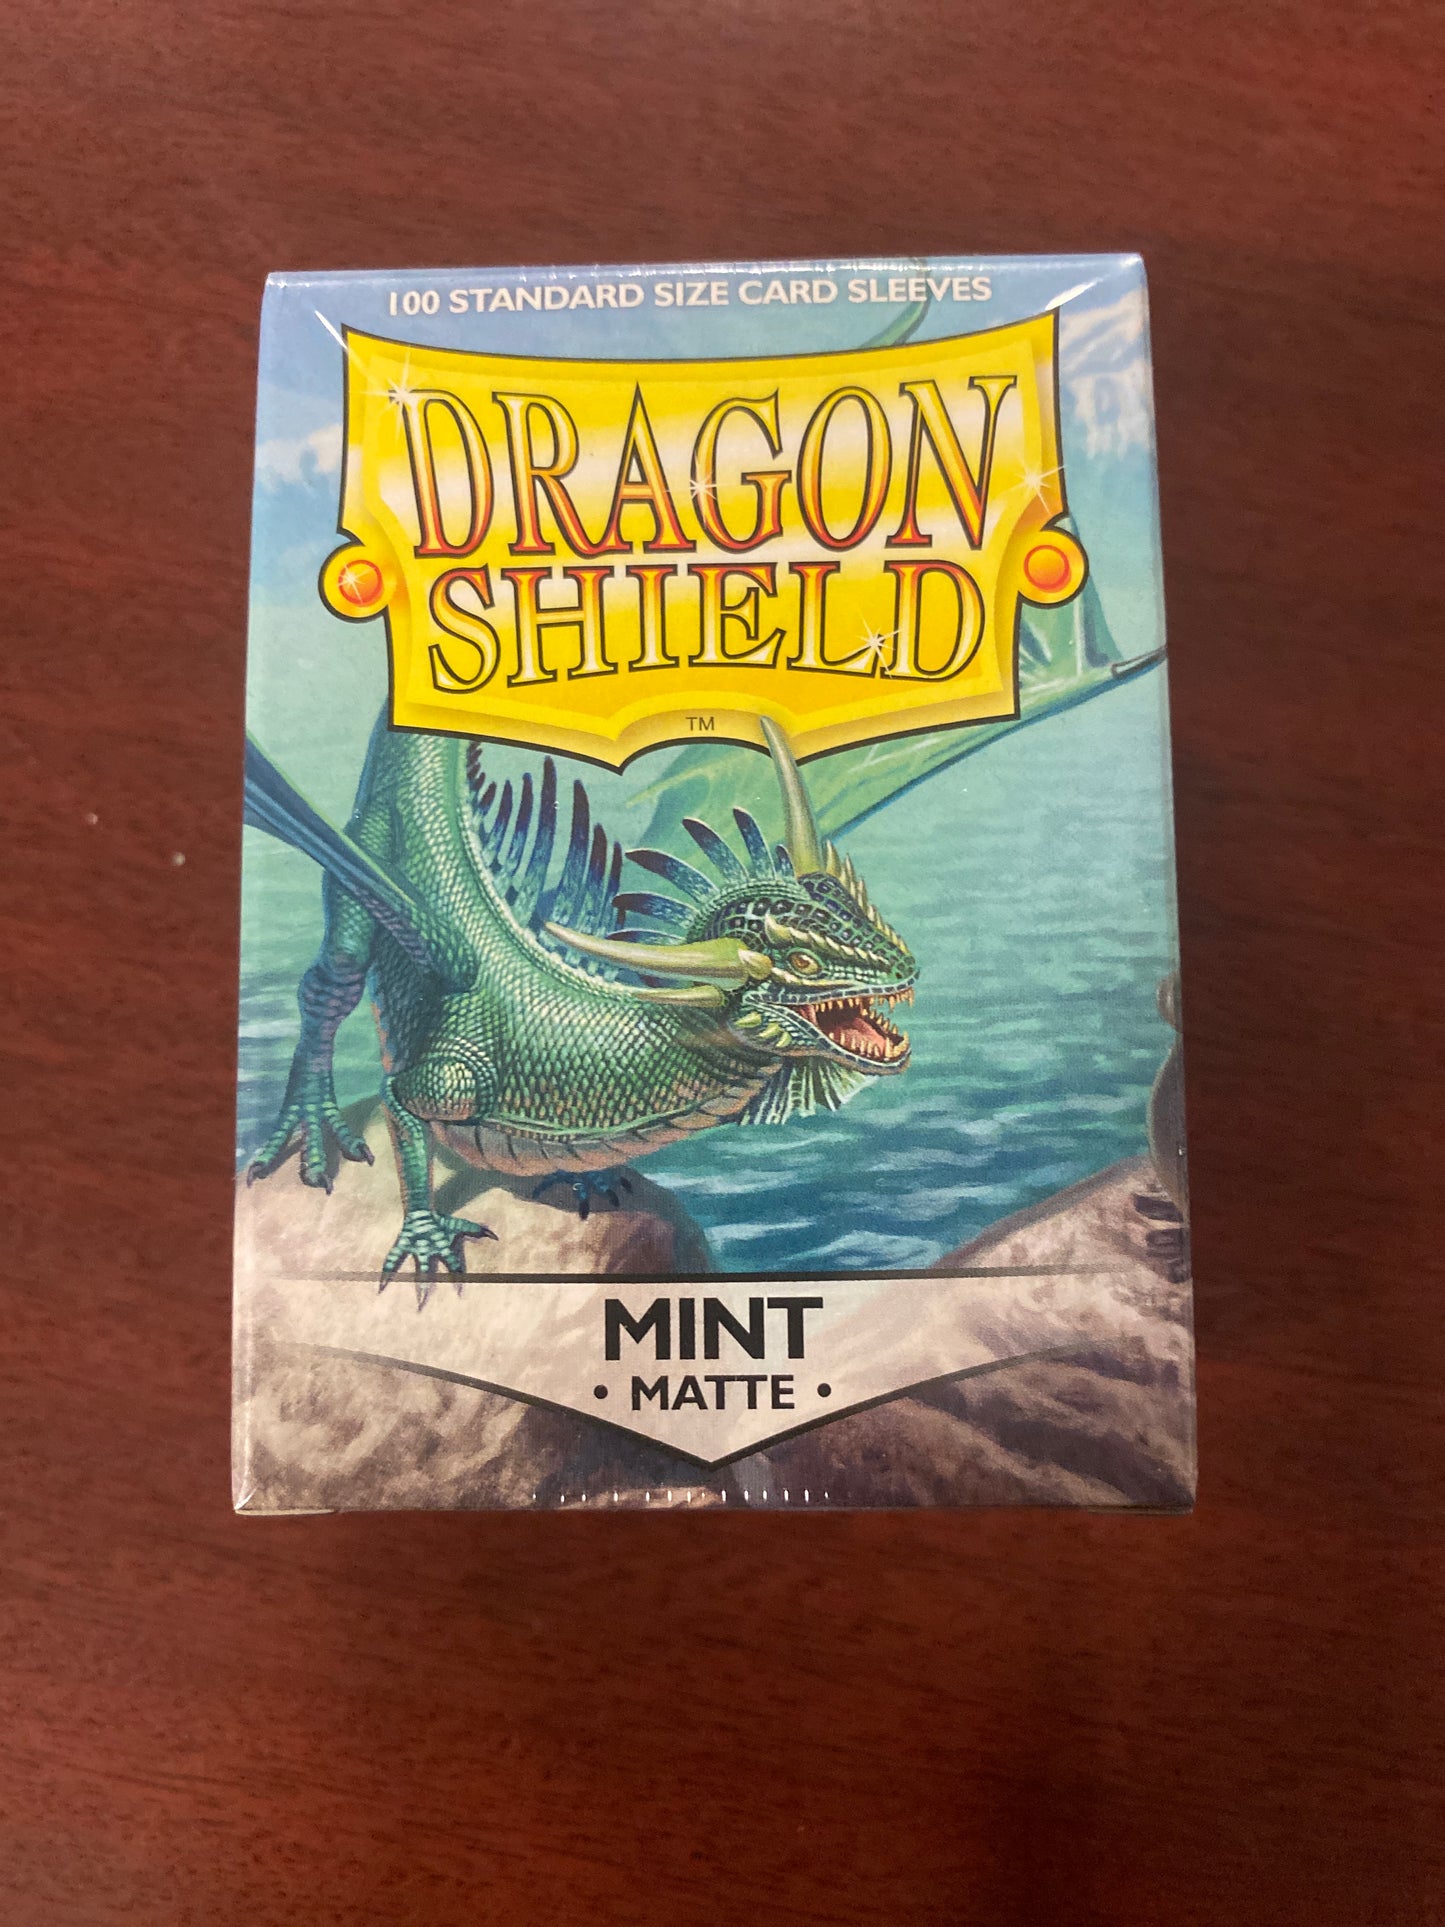 100 STANDARD SIZE CARD SLEEVES
DRAGON
SHIELD
TM
MINT
• MATTE •